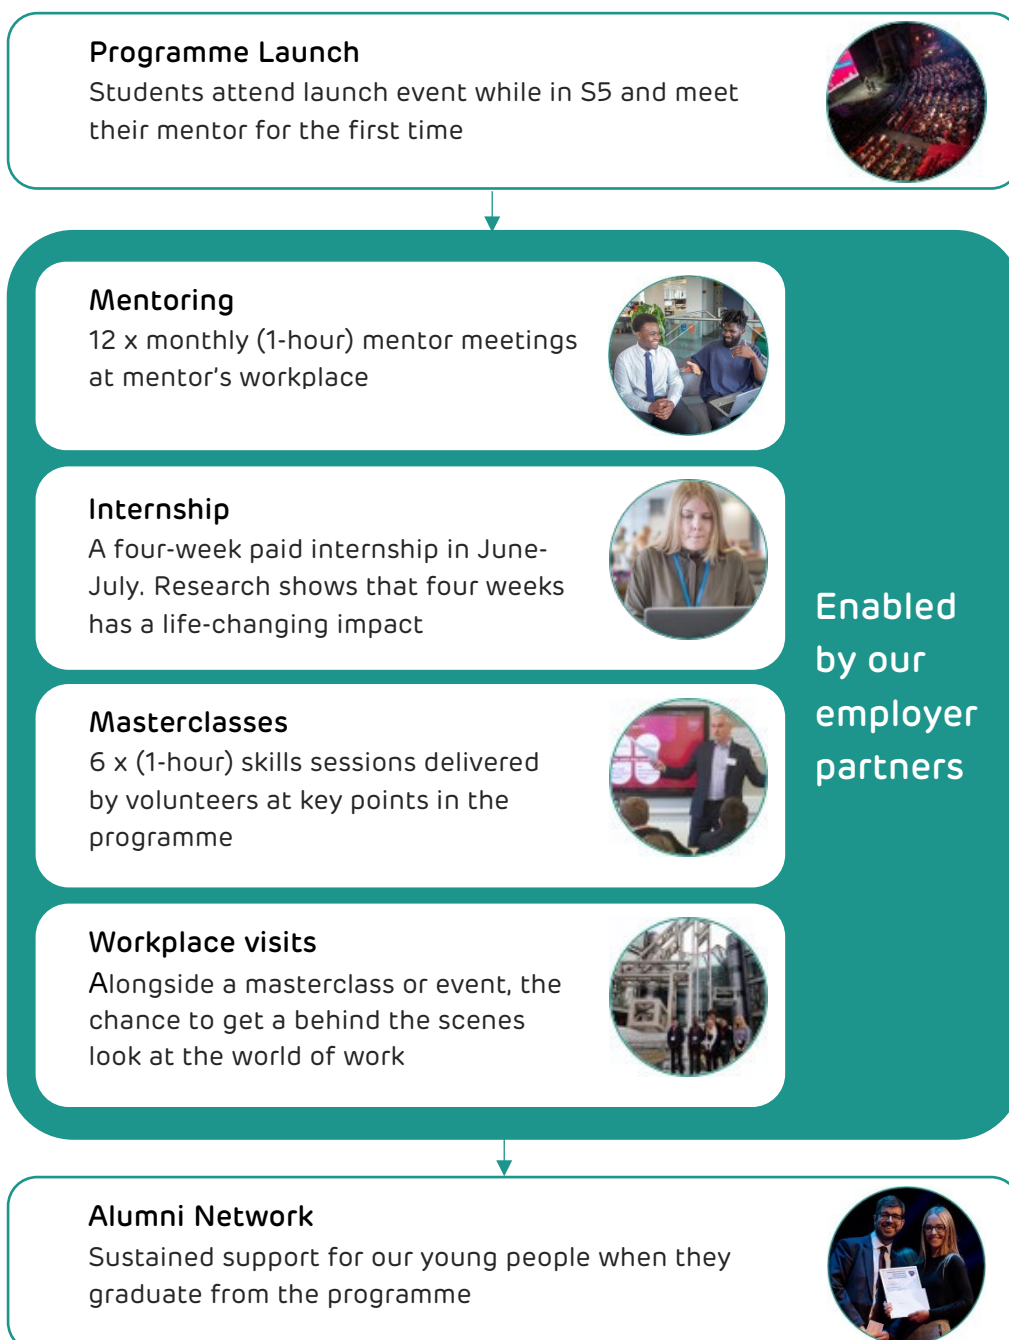 Programme Launch
Students attend launch event while in S5 and meet
their mentor for the first time
Mentoring
12 x monthly (1-hour) mentor meetings
at mentor's workplace
Internship
A four-week paid internship in June-
July. Research shows that four weeks
has a life-changing impact
Masterclasses
6 x (1-hour) skills sessions delivered
by volunteers at key points in the
programme
Workplace visits
Alongside a masterclass or event, the
chance to get a behind the scenes
look at the world of work
Enabled
by our
employer
partners
Alumni Network
Sustained support for our young people when they
graduate from the programme